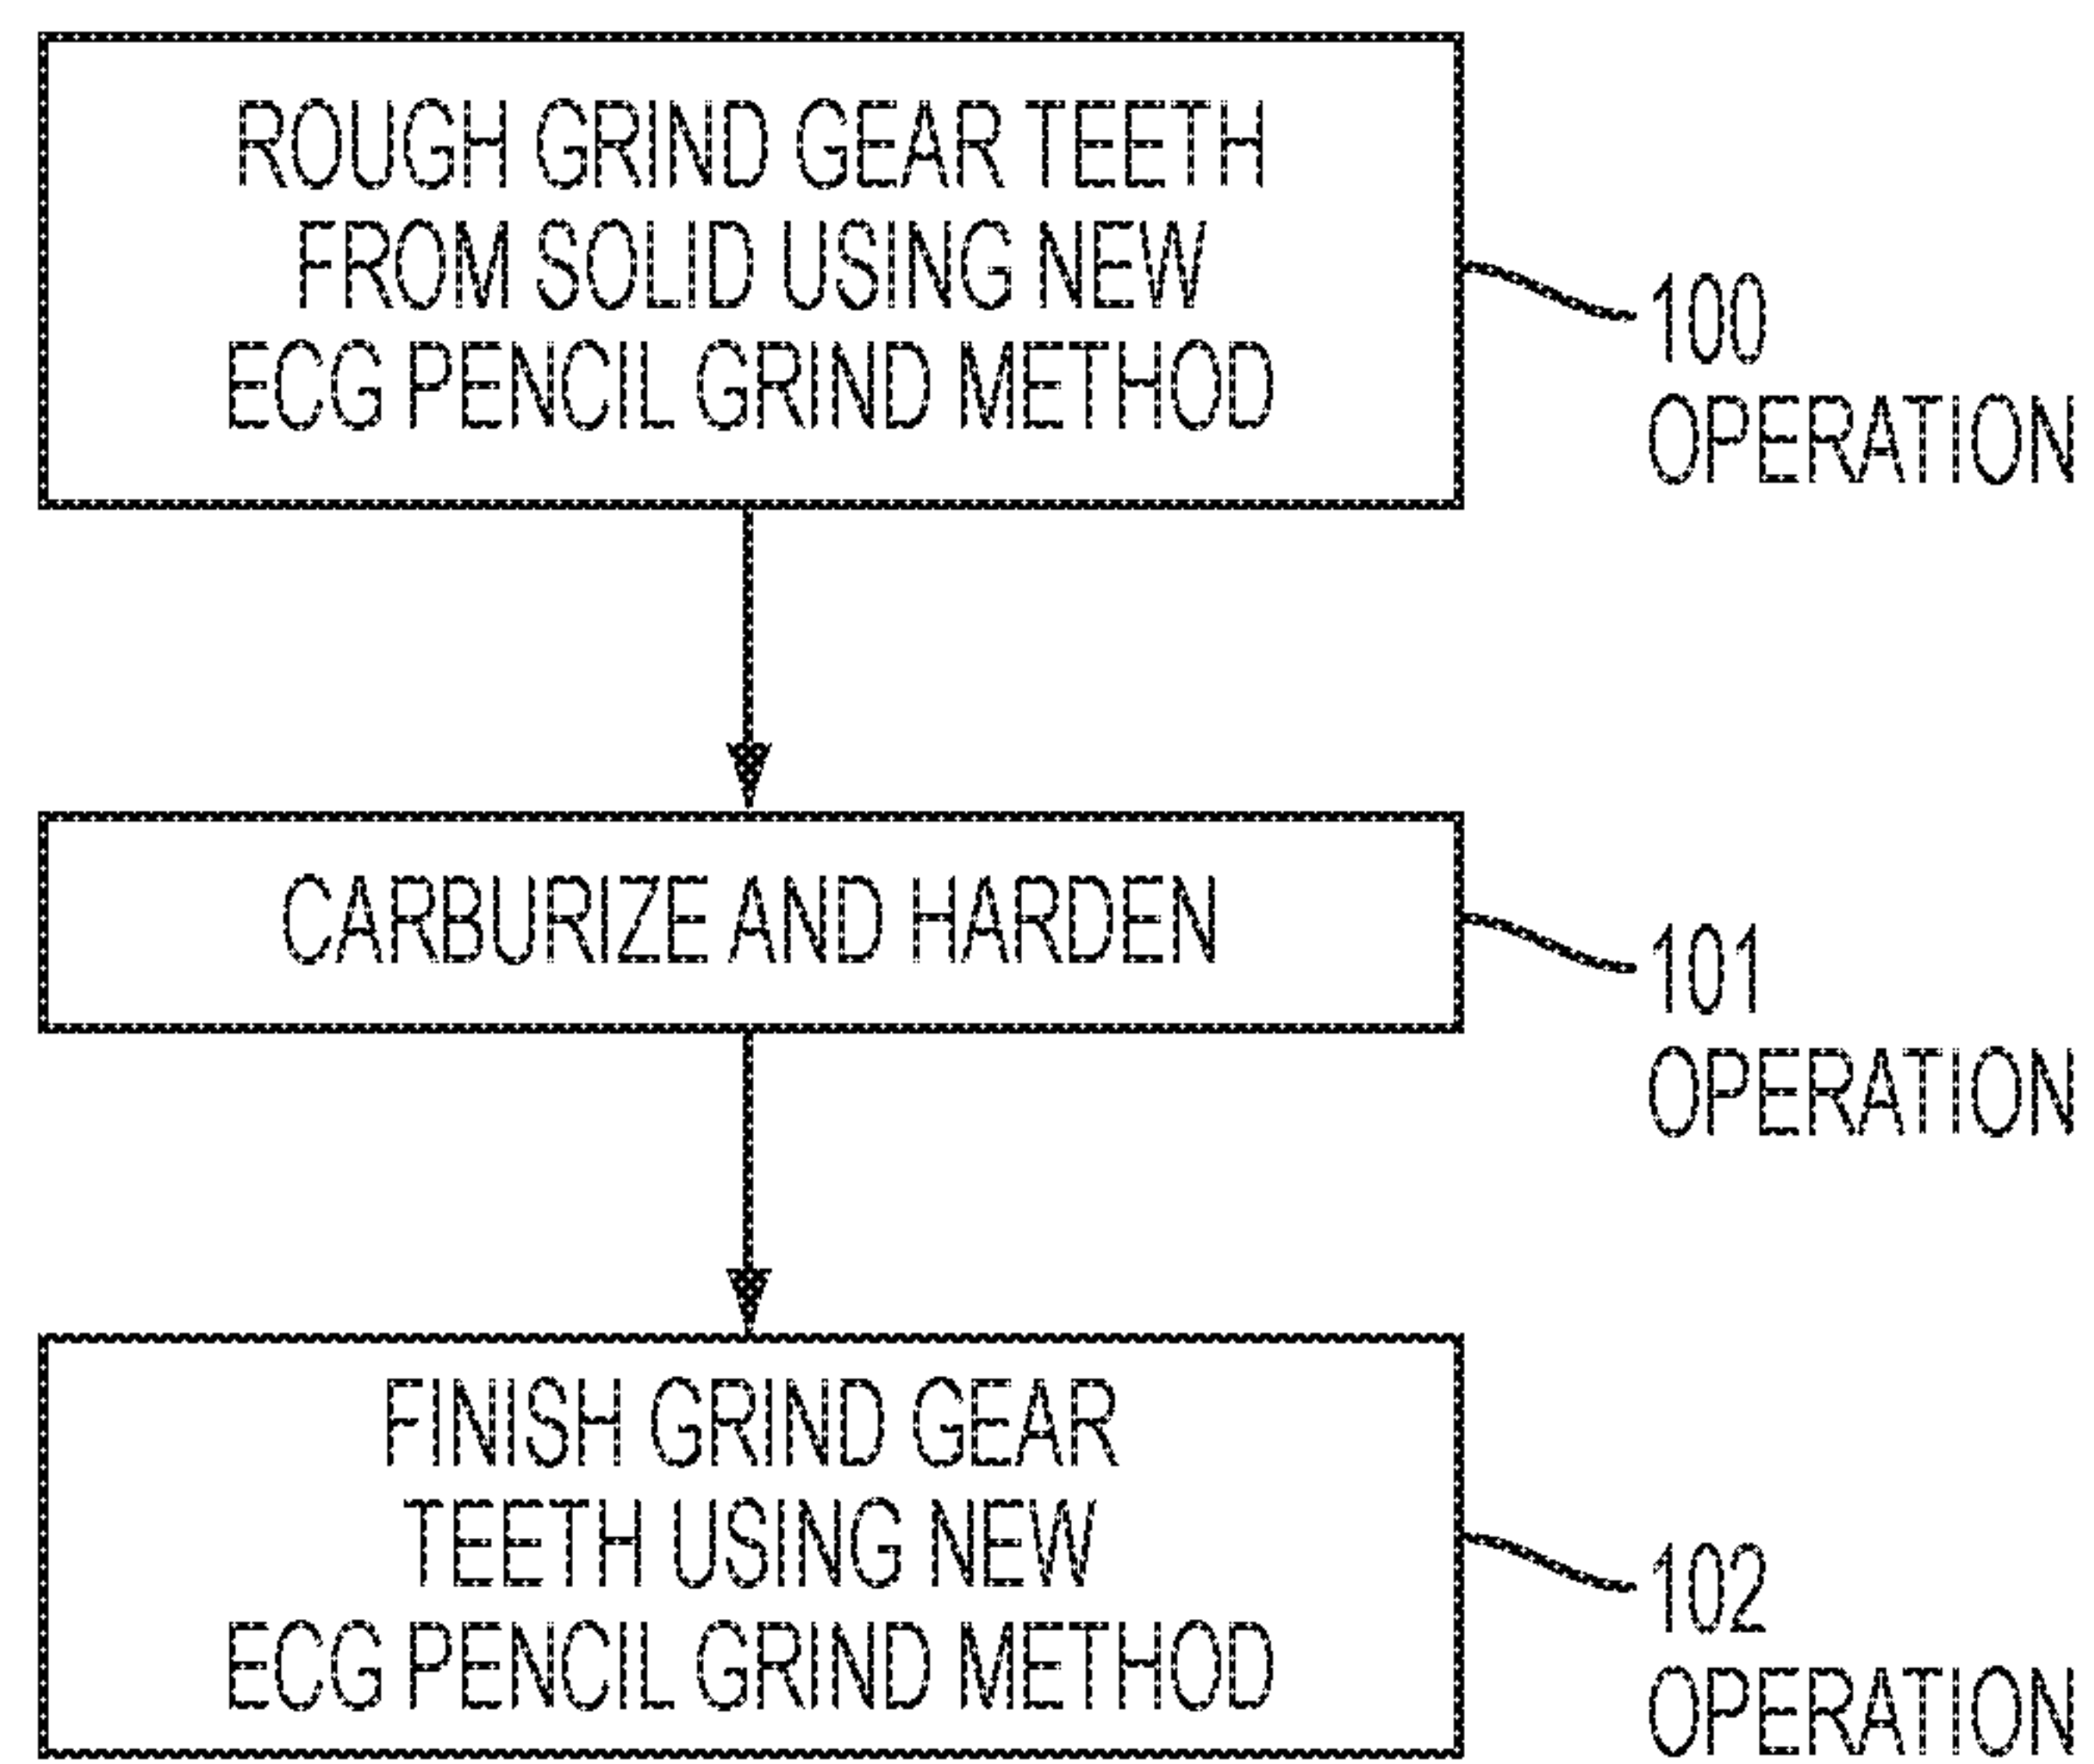 ROUGH GRIND GEAR TEETH
FROM SOLID USING NEW
ECG PENCIL GRIND METHOD
100
OPERATION
CARBURIZE AND HARDEN
101
OPERATION
FINISH GRIND GEAR
TEETH USING NEW
ECG PENCIL GRIND METHOD
102
OPERATION